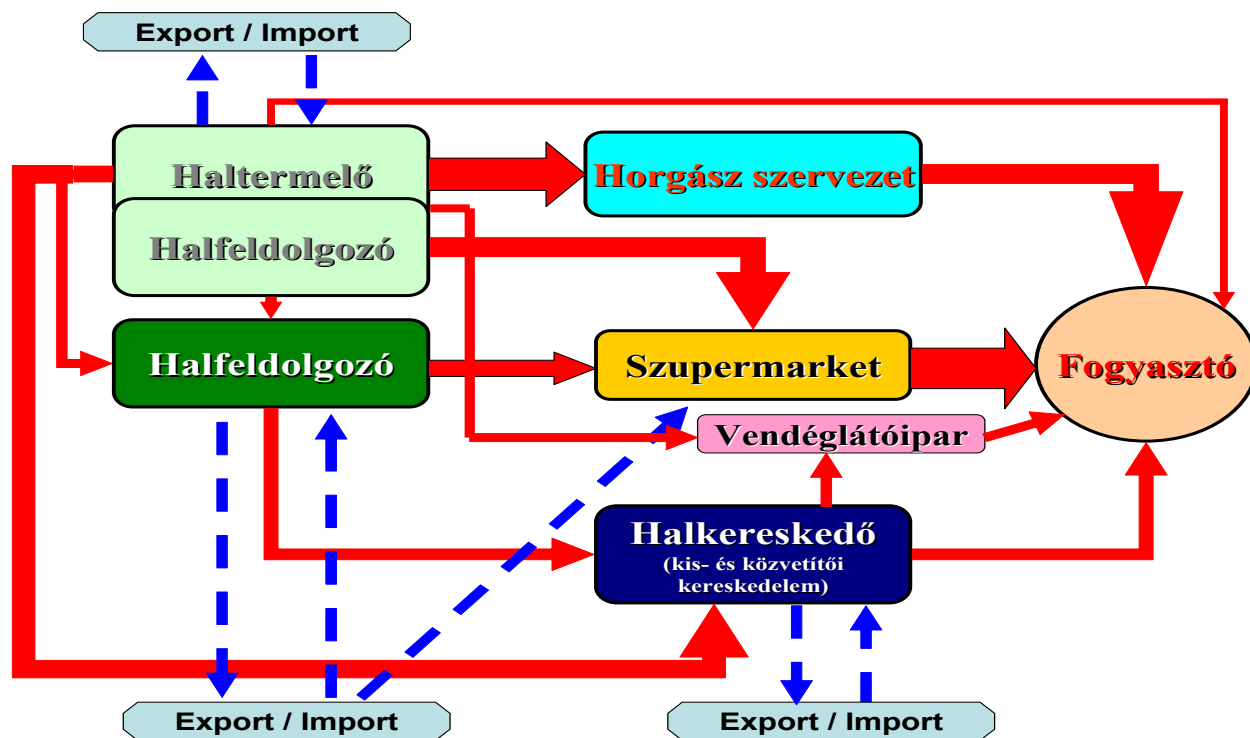 Export / Import
Haltermelő
Horgász szervezet
Halfeldolgozó
Halfeldolgozó
Szupermarket
Fogyasztó
Vendéglátóipar
Halkereskedő
(kis- és közvetítői
kereskedelem)
Export / Import
Export / Import